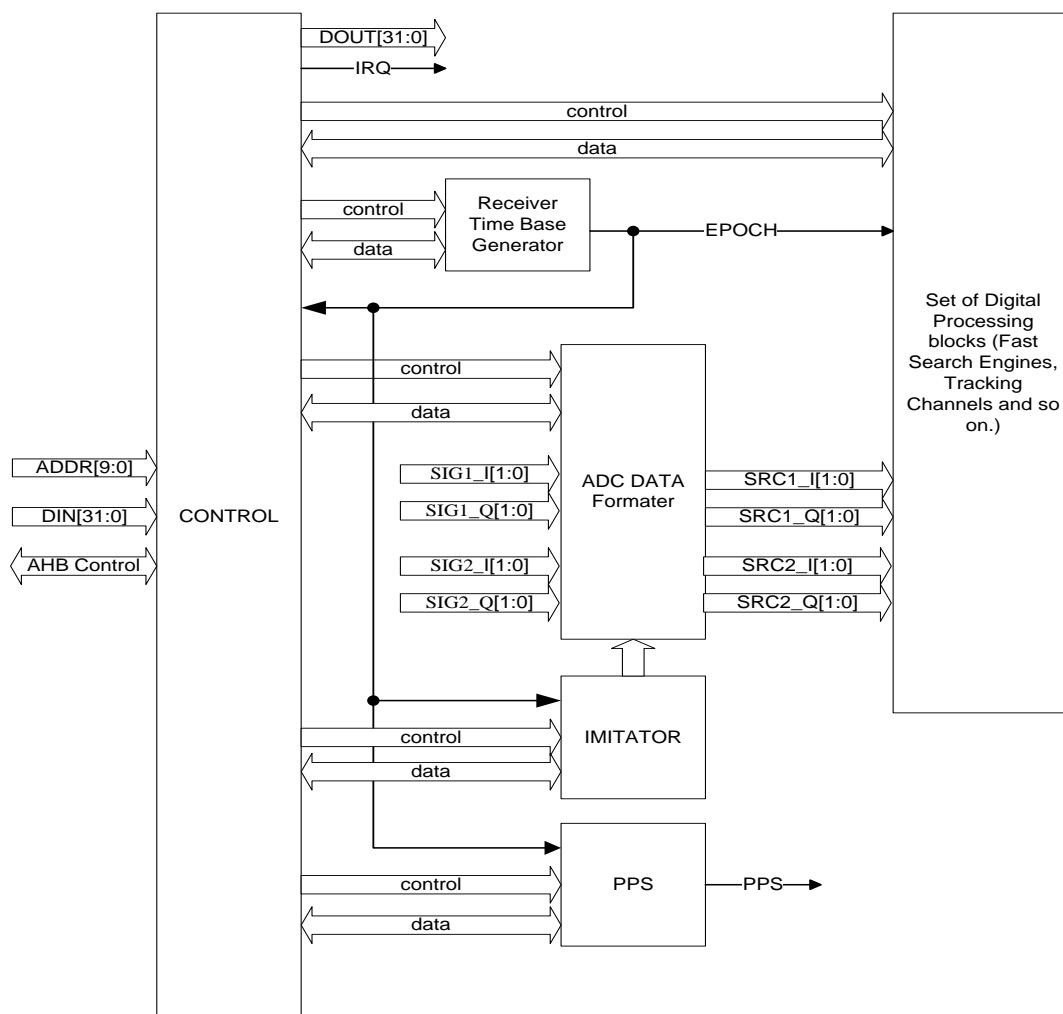 DOUT[31:0]
IRQ
control
data
control
data
Receiver
Time Base
Generator
EPOCH
Set of Digital
Processing
blocks (Fast
Search Engines,
Tracking
Channels and so
on.)
control
data
ADDR[9:0]
DIN[31:0]
AHB Control
CONTROL
SIG1_I[1:0]
SIG1_Q[1:0]
SIG2_I[1:0]
SIG2_Q[1:0]
ADC DATA
Formater
SRC1_I[1:0]
SRC1_Q[1:0]
SRC2_I[1:0]
SRC2_Q[1:0]
control
data
IMITATOR
control
data
PPS
PPS